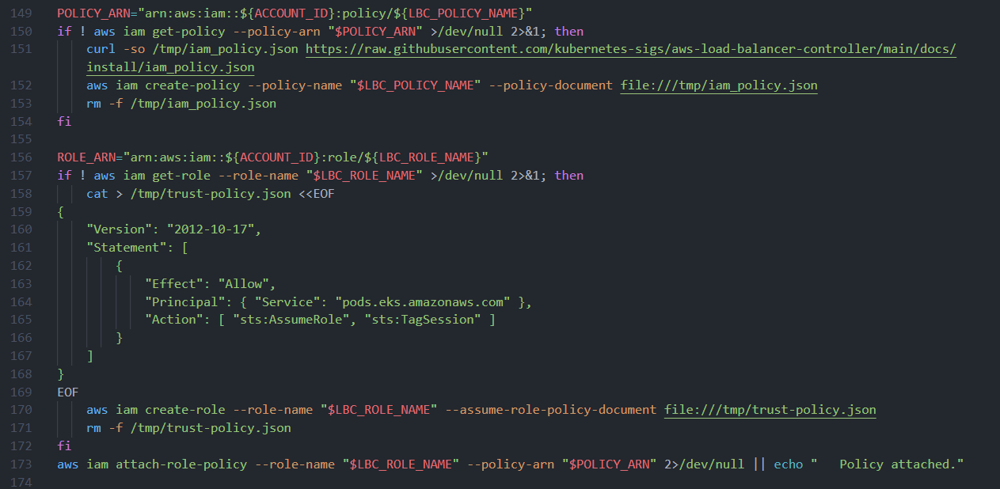 149 POLICY_ARN="arn:aws:iam::${ACCOUNT_ID}:policy/${LBC_POLICY_NAME}"
150 if ! aws iam get-policy --policy-arn "$POLICY_ARN" >/dev/null 2>&1; then
151 curl -so /tmp/iam_policy.json https://raw.githubusercontent.com/kubernetes-sigs/aws-load-balancer-controller/main/docs/
install/iam_policy.json
152 aws iam create-policy --policy-name "$LBC_POLICY_NAME" --policy-document file:///tmp/iam_policy.json
153 rm -f /tmp/iam_policy.json
154 fi
155
156 ROLE_ARN="arn:aws:iam::${ACCOUNT_ID}:role/${LBC_ROLE_NAME}"
157 if ! aws iam get-role --role-name "$LBC_ROLE_NAME" >/dev/null 2>&1; then
158 cat > /tmp/trust-policy.json <<EOF
159 {
160 "Version": "2012-10-17",
161 "Statement": [
162 {
163 "Effect": "Allow",
164 "Principal": { "Service": "pods.eks.amazonaws.com" },
165 "Action": [ "sts:AssumeRole", "sts:TagSession" ]
166 }
167 ]
168 }
169 EOF
170 aws iam create-role --role-name "$LBC_ROLE_NAME" --assume-role-policy-document file:///tmp/trust-policy.json
171 rm -f /tmp/trust-policy.json
172 fi
173 aws iam attach-role-policy --role-name "$LBC_ROLE_NAME" --policy-arn "$POLICY_ARN" 2>/dev/null || echo "   Policy attached."
174